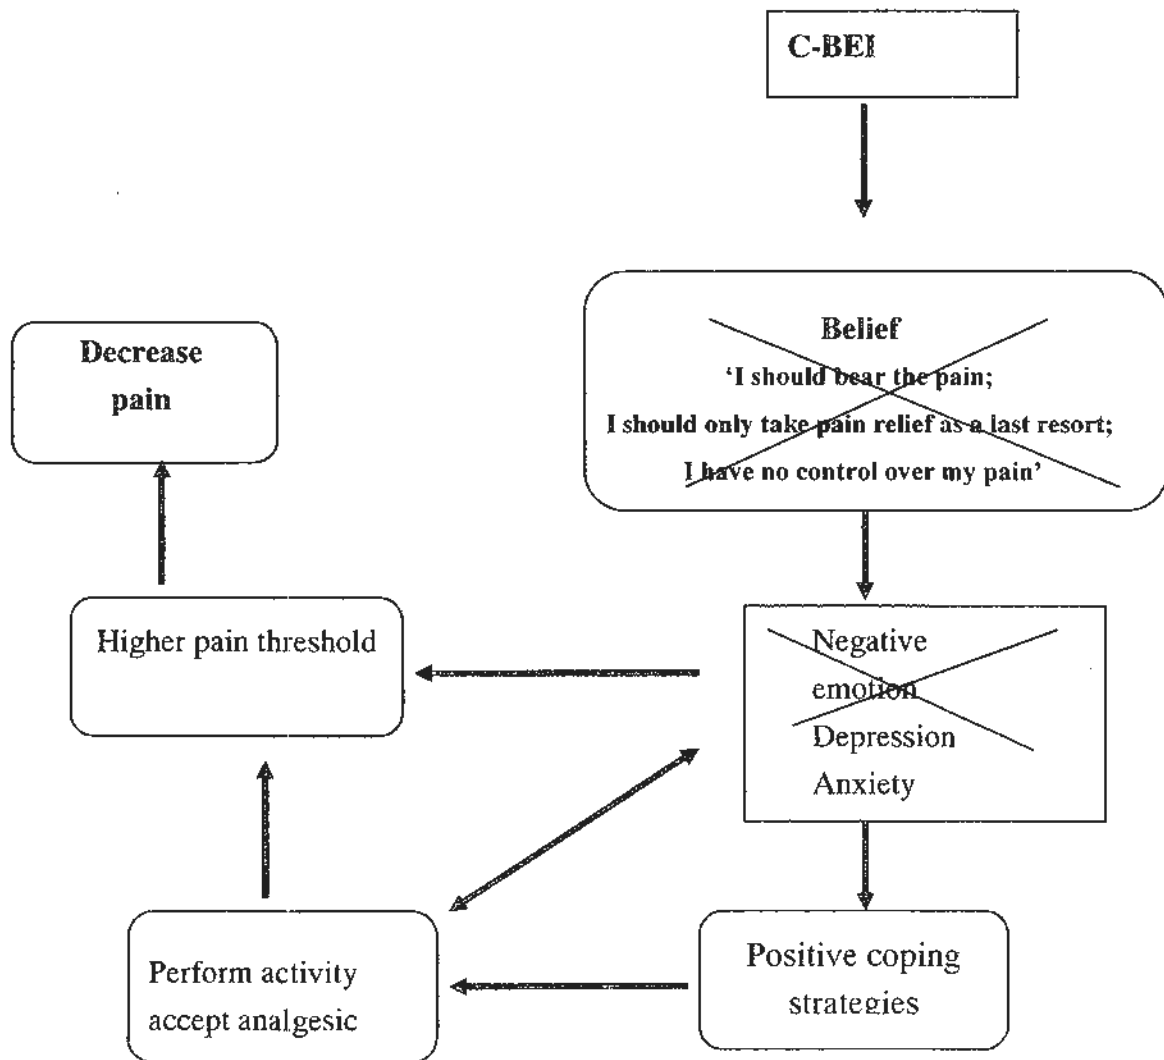 C-BEI
Belief
‘I should bear the pain;
I should only take pain relief as a last resort;
I have no control over my pain’
Decrease
pain
Higher pain threshold
Negative
emotion
Depression
Anxiety
Perform activity
accept analgesic
Positive coping
strategies